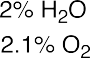 2% H₂O
2.1% O₂